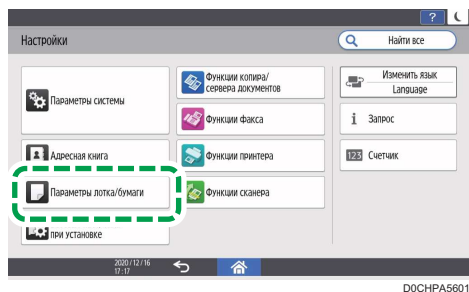 ?
Настройки
Найти все
Параметры системы
Функции копира/
сервера документов
Изменить язык
Language
Функции факса
i Запрос
Адресная книга
Функции принтера
123 Счетчик
Параметры лотка/бумаги
Функции сканера
при установке
2020/12/16
17:17
D0CHPA5601